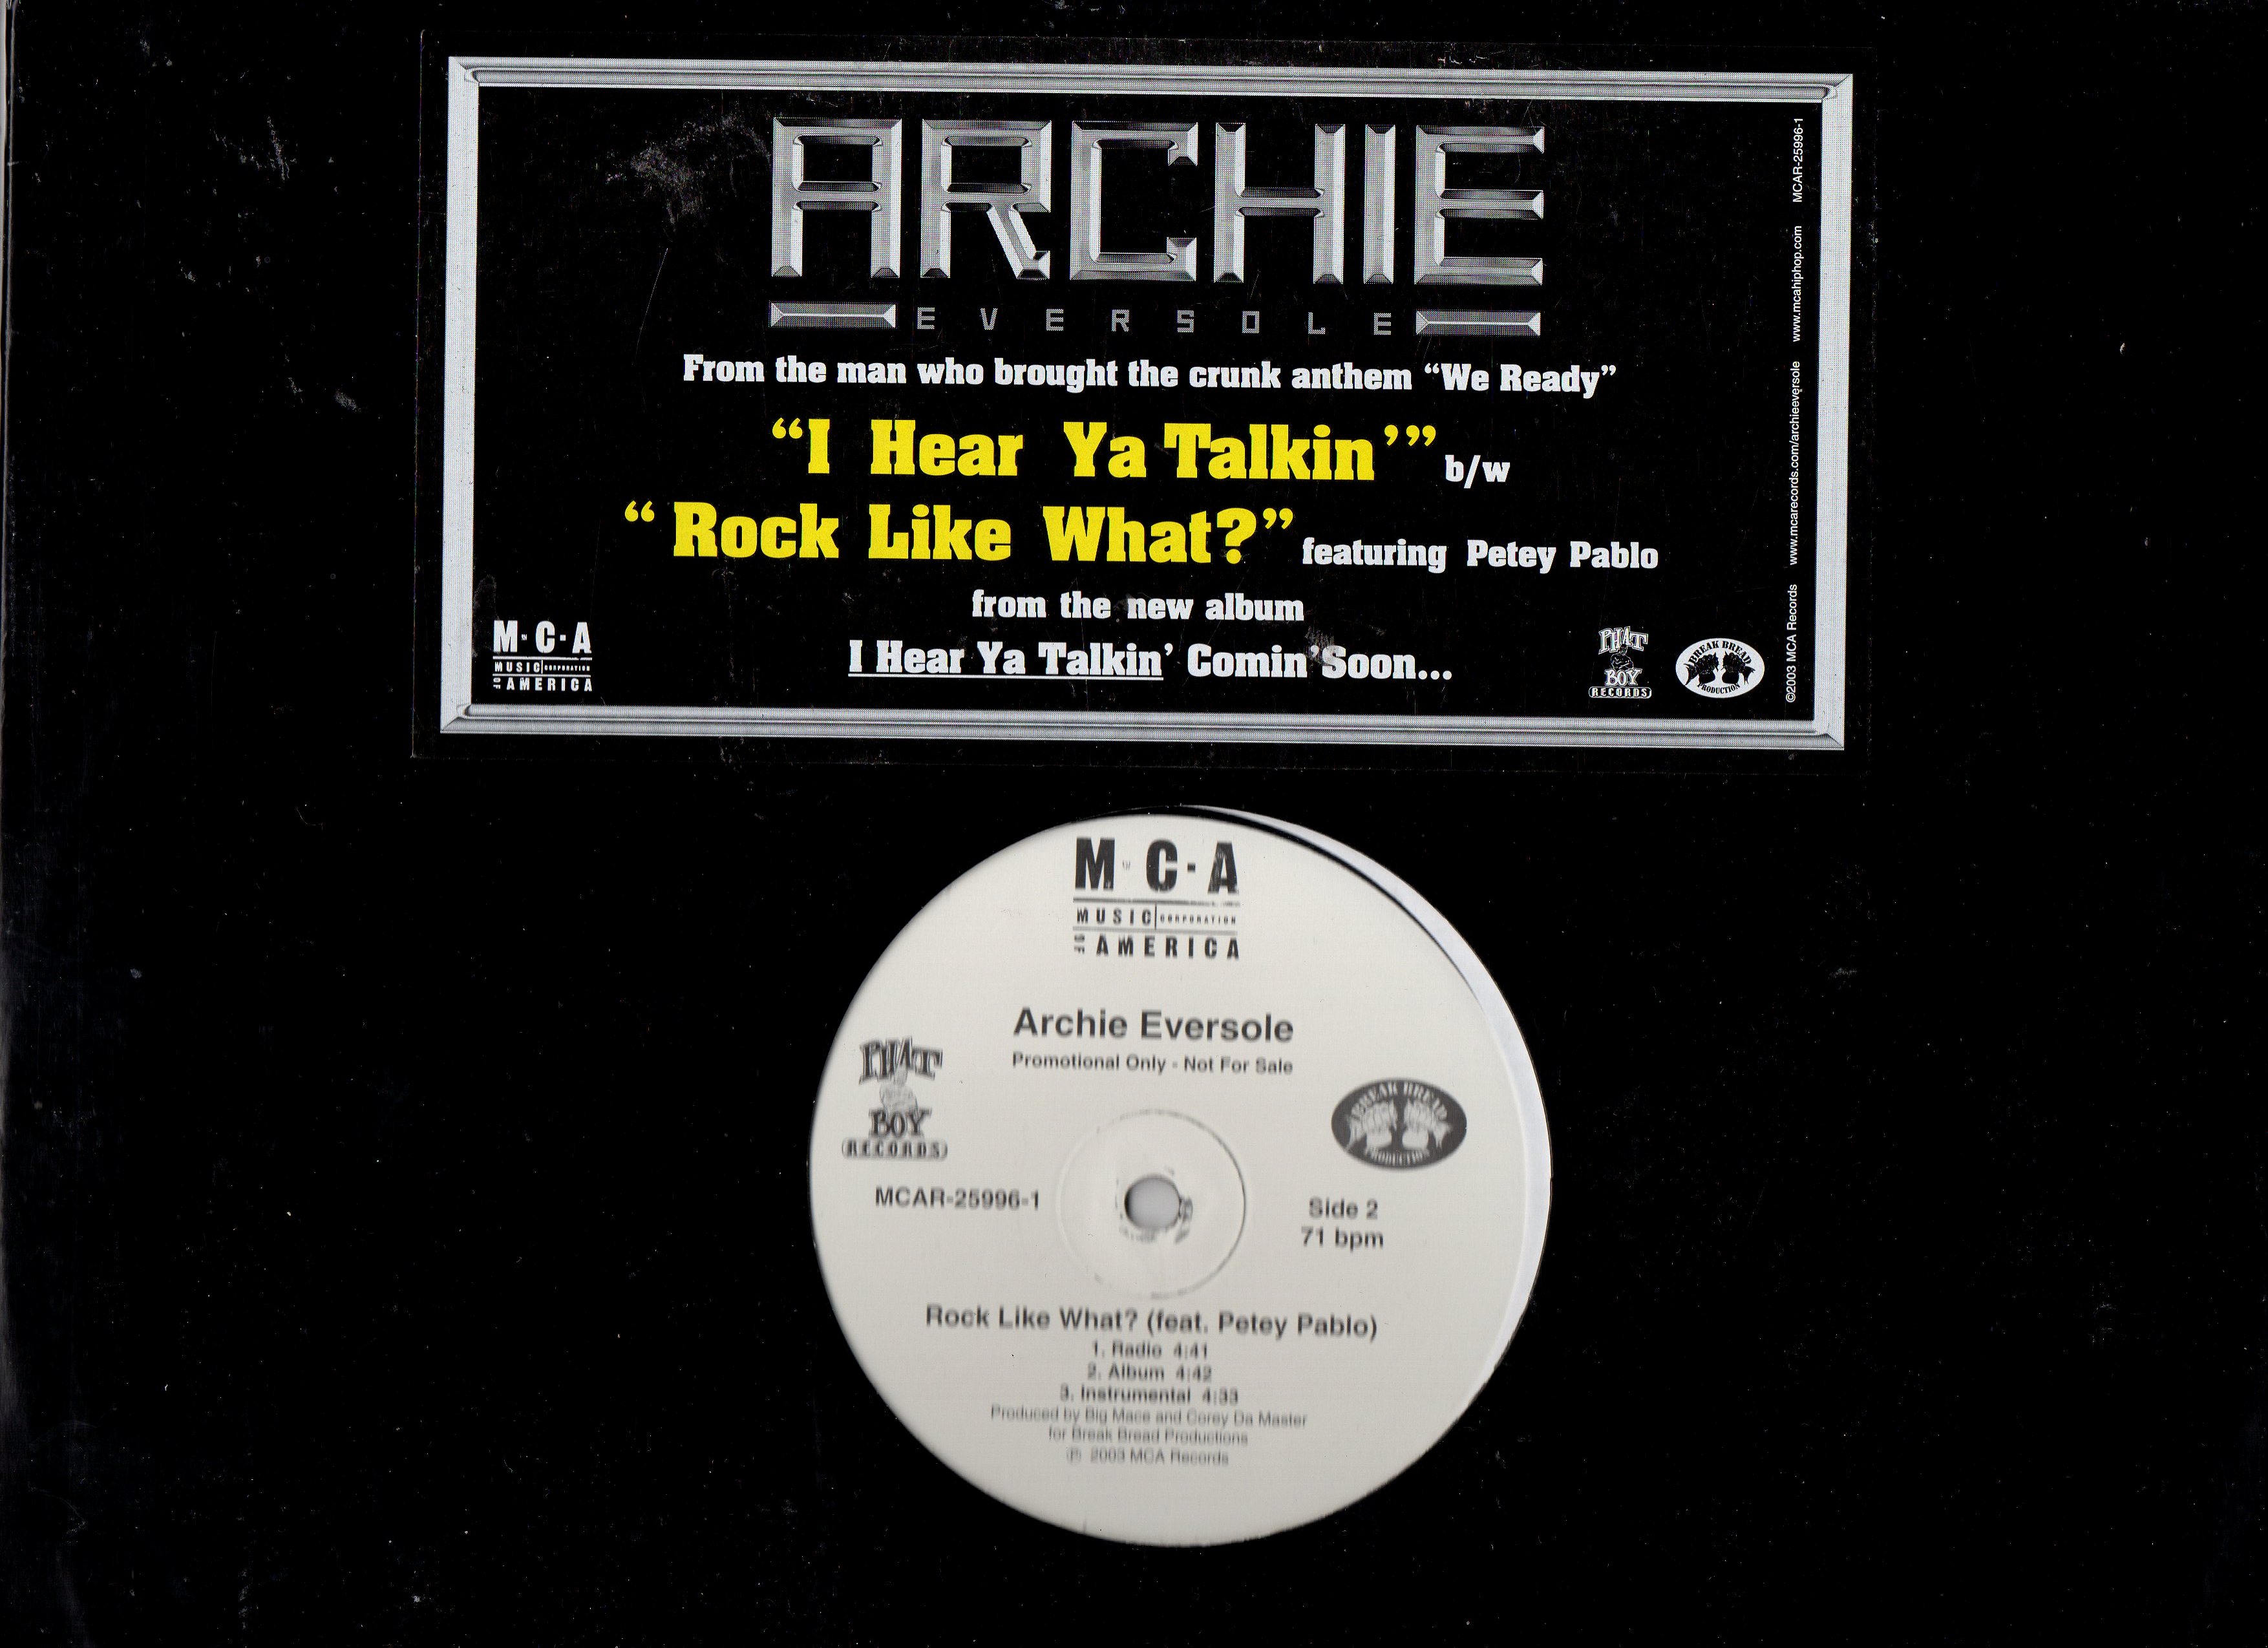 ARCHIE
EVERSOLE
From the man who brought the crunk anthem “We Ready”
“I Hear Ya Talkin’” b/w
“Rock Like What?” featuring Petey Pablo
from the new album
I Hear Ya Talkin’ Comin’ Soon...
M·C·A
MUSIC CORPORATION
OF AMERICA
PHAT
BOY
RECORDS
BREAK BREAD
PRODUCTION
©2003 MCA Records www.mcarecords.com/archieeversole www.mcahiphop.com MCAR-25996-1
M·C·A
MUSIC CORPORATION
OF AMERICA
Archie Eversole
Promotional Only - Not For Sale
PHAT
BOY
RECORDS
BREAK BREAD
PRODUCTION
MCAR-25996-1
Side 2
71 bpm
Rock Like What? (feat. Petey Pablo)
1. Radio 4:41
2. Album 4:42
3. Instrumental 4:33
Produced by Big Mace and Corey Da Master
for Break Bread Productions
℗ 2003 MCA Records